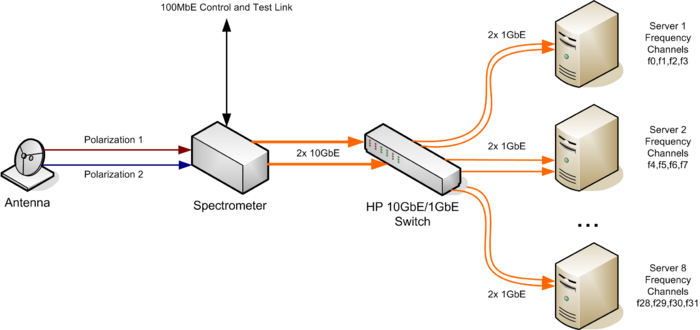 100MbE Control and Test Link
2x 1GbE
Server 1
Frequency
Channels
f0,f1,f2,f3
Polarization 1
Polarization 2
2x 10GbE
2x 1GbE
Server 2
Frequency
Channels
f4,f5,f6,f7
Antenna
Spectrometer
HP 10GbE/1GbE
Switch
...
2x 1GbE
Server 8
Frequency
Channels
f28,f29,f30,f31